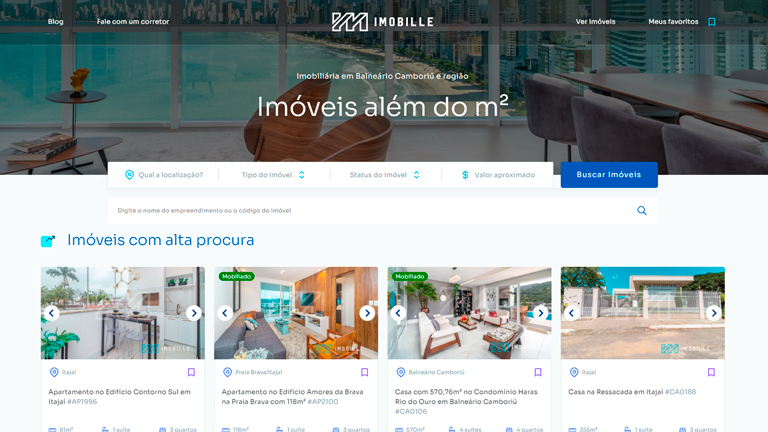 Blog
Fale com um corretor
IMOBILLE
Ver imóveis
Meus favoritos
Imobiliária em Balneário Camboriú e região
Imóveis além do m²
Qual a localização?
Tipo do imóvel
Status do imóvel
$ Valor aproximado
Buscar Imóveis
Digite o nome do empreendimento ou o código do imóvel
Imóveis com alta procura
Mobiliado
Mobiliado
IMOBILLE
IMOBILLE
IMOBILLE
IMOBILLE
Itajaí
Praia Brava/Itajaí
Balneário Camboriú
Itajaí
Apartamento no Edifício Contorno Sul em
Itajaí #AP1996
Apartamento no Edifício Amores da Brava
na Praia Brava com 118m² #AP2100
Casa com 570,76m² no Condomínio Haras
Rio do Ouro em Balneário Camboriú
#CA0106
Casa na Ressacada em Itajaí #CA0188
81m²
1 suíte
3 quartos
118m²
1 suíte
3 quartos
570m²
4 suítes
4 quartos
355m²
1 suíte
3 quartos